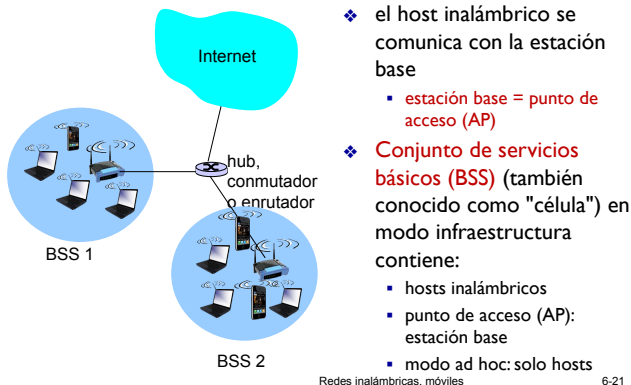 Internet
hub,
conmutador
o enrutador
BSS 1
BSS 2
el host inalámbrico se
comunica con la estación
base
estación base = punto de
acceso (AP)
Conjunto de servicios
básicos (BSS) (también
conocido como "célula") en
modo infraestructura
contiene:
hosts inalámbricos
punto de acceso (AP):
estación base
modo ad hoc: solo hosts
Redes inalámbricas, móviles
6-21